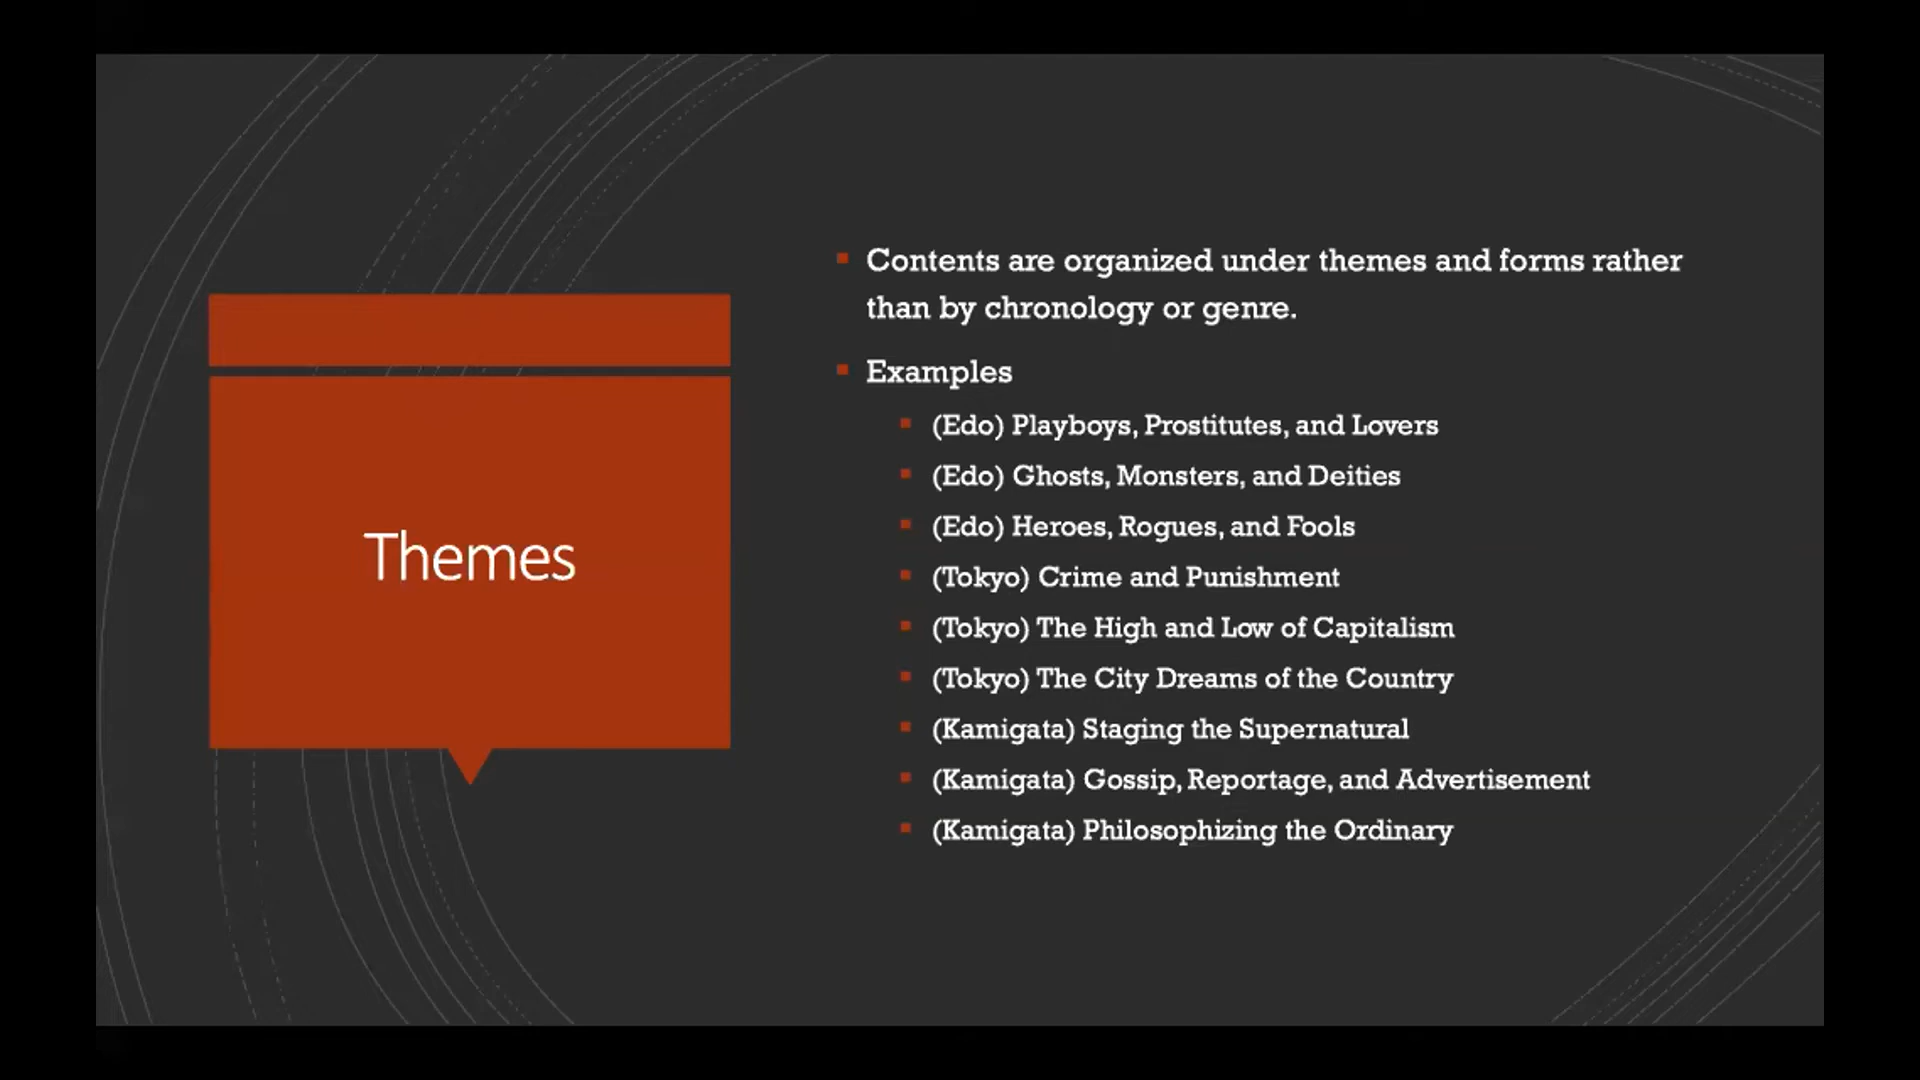 Themes
Contents are organized under themes and forms rather
than by chronology or genre.
Examples
(Edo) Playboys, Prostitutes, and Lovers
(Edo) Ghosts, Monsters, and Deities
(Edo) Heroes, Rogues, and Fools
(Tokyo) Crime and Punishment
(Tokyo) The High and Low of Capitalism
(Tokyo) The City Dreams of the Country
(Kamigata) Staging the Supernatural
(Kamigata) Gossip, Reportage, and Advertisement
(Kamigata) Philosophizing the Ordinary